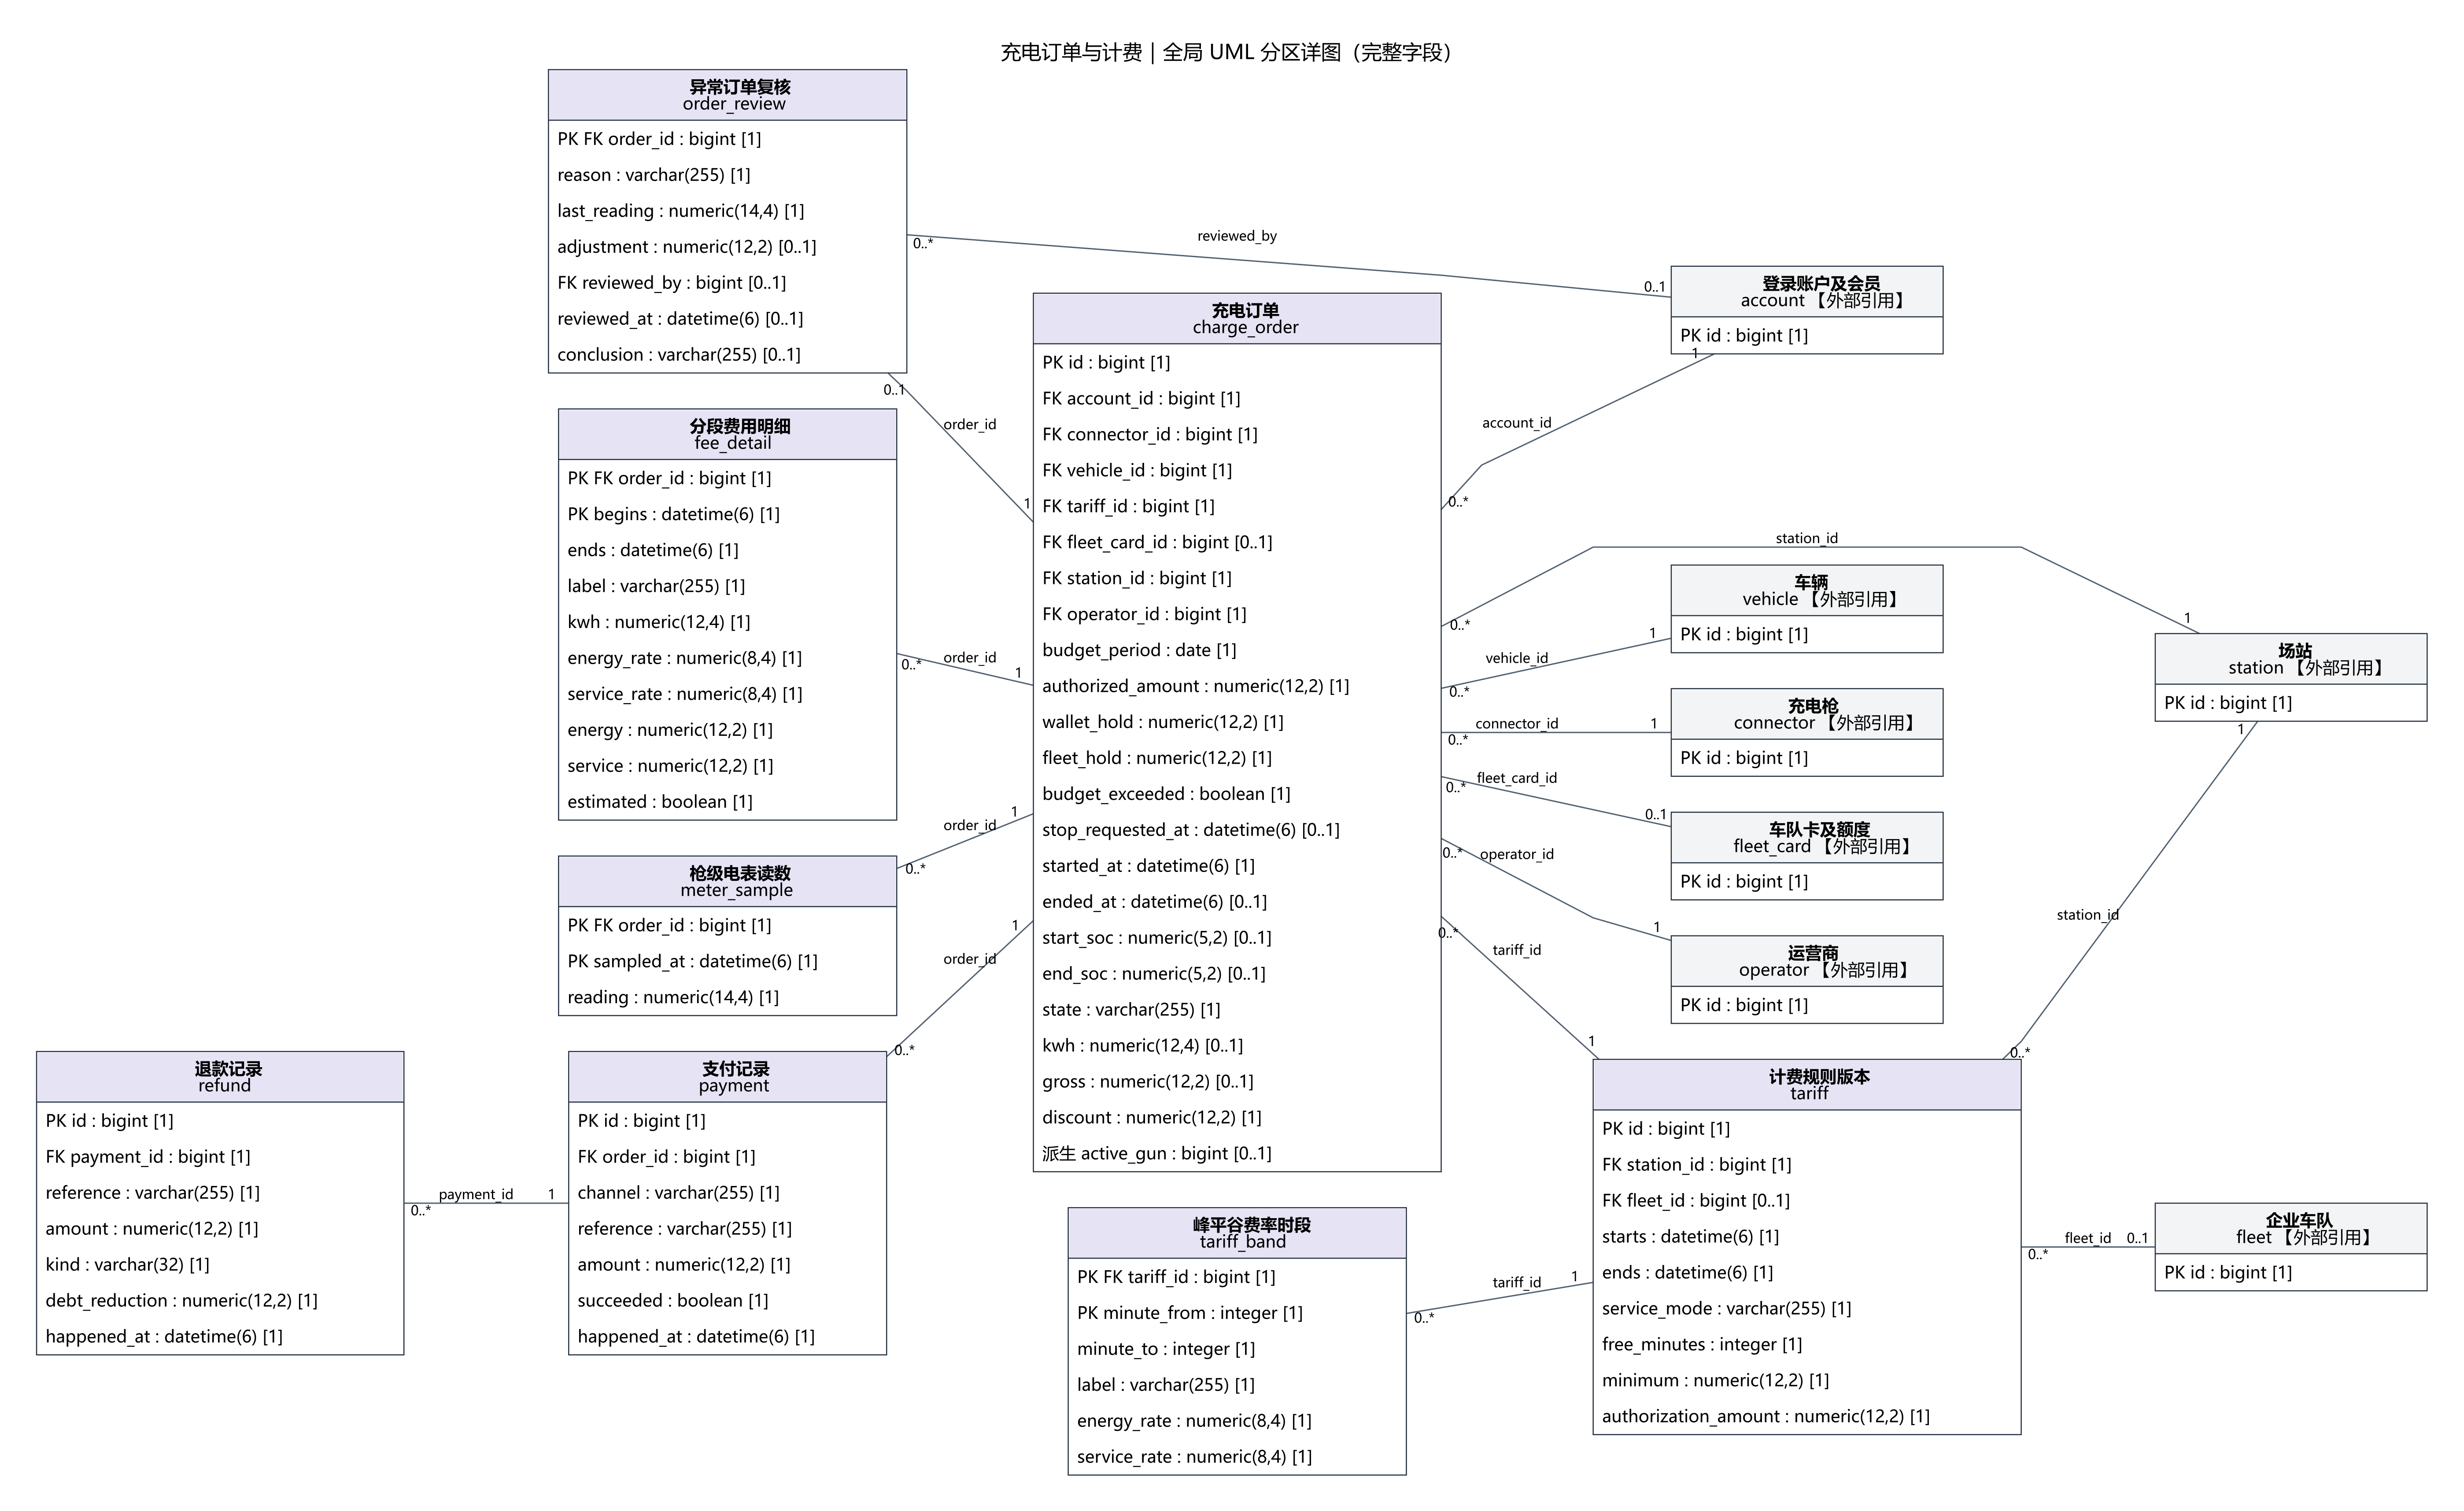 充电订单与计费 | 全局 UML 分区详图（完整字段）
异常订单复核
order_review
PK FK order_id : bigint [1]
reason : varchar(255) [1]
last_reading : numeric(14,4) [1]
adjustment : numeric(12,2) [0..1]
FK reviewed_by : bigint [0..1]
reviewed_at : datetime(6) [0..1]
conclusion : varchar(255) [0..1]
0..*
reviewed_by
0..1
登录账户及会员
account 【外部引用】
PK id : bigint [1]
1
account_id
0..*
0..1
order_id
1
分段费用明细
fee_detail
PK FK order_id : bigint [1]
PK begins : datetime(6) [1]
ends : datetime(6) [1]
label : varchar(255) [1]
kwh : numeric(12,4) [1]
energy_rate : numeric(8,4) [1]
service_rate : numeric(8,4) [1]
energy : numeric(12,2) [1]
service : numeric(12,2) [1]
estimated : boolean [1]
0..*
order_id
1
枪级电表读数
meter_sample
PK FK order_id : bigint [1]
PK sampled_at : datetime(6) [1]
reading : numeric(14,4) [1]
0..*
order_id
1
充电订单
charge_order
PK id : bigint [1]
FK account_id : bigint [1]
FK connector_id : bigint [1]
FK vehicle_id : bigint [1]
FK tariff_id : bigint [1]
FK fleet_card_id : bigint [0..1]
FK station_id : bigint [1]
FK operator_id : bigint [1]
budget_period : date [1]
authorized_amount : numeric(12,2) [1]
wallet_hold : numeric(12,2) [1]
fleet_hold : numeric(12,2) [1]
budget_exceeded : boolean [1]
stop_requested_at : datetime(6) [0..1]
started_at : datetime(6) [1]
ended_at : datetime(6) [0..1]
start_soc : numeric(5,2) [0..1]
end_soc : numeric(5,2) [0..1]
state : varchar(255) [1]
kwh : numeric(12,4) [0..1]
gross : numeric(12,2) [0..1]
discount : numeric(12,2) [1]
派生 active_gun : bigint [0..1]
station_id
0..*
1
车辆
vehicle 【外部引用】
PK id : bigint [1]
vehicle_id
0..*
1
场站
station 【外部引用】
PK id : bigint [1]
1
station_id
0..*
充电枪
connector 【外部引用】
PK id : bigint [1]
connector_id
0..*
1
车队卡及额度
fleet_card 【外部引用】
PK id : bigint [1]
fleet_card_id
0..*
0..1
运营商
operator 【外部引用】
PK id : bigint [1]
operator_id
0..*
1
tariff_id
0..*
1
order_id
1
0..*
退款记录
refund
PK id : bigint [1]
FK payment_id : bigint [1]
reference : varchar(255) [1]
amount : numeric(12,2) [1]
kind : varchar(32) [1]
debt_reduction : numeric(12,2) [1]
happened_at : datetime(6) [1]
payment_id
0..*
1
支付记录
payment
PK id : bigint [1]
FK order_id : bigint [1]
channel : varchar(255) [1]
reference : varchar(255) [1]
amount : numeric(12,2) [1]
succeeded : boolean [1]
happened_at : datetime(6) [1]
计费规则版本
tariff
PK id : bigint [1]
FK station_id : bigint [1]
FK fleet_id : bigint [0..1]
starts : datetime(6) [1]
ends : datetime(6) [1]
service_mode : varchar(255) [1]
free_minutes : integer [1]
minimum : numeric(12,2) [1]
authorization_amount : numeric(12,2) [1]
峰平谷费率时段
tariff_band
PK FK tariff_id : bigint [1]
PK minute_from : integer [1]
minute_to : integer [1]
label : varchar(255) [1]
energy_rate : numeric(8,4) [1]
service_rate : numeric(8,4) [1]
tariff_id
0..*
1
企业车队
fleet 【外部引用】
PK id : bigint [1]
fleet_id
0..*
0..1